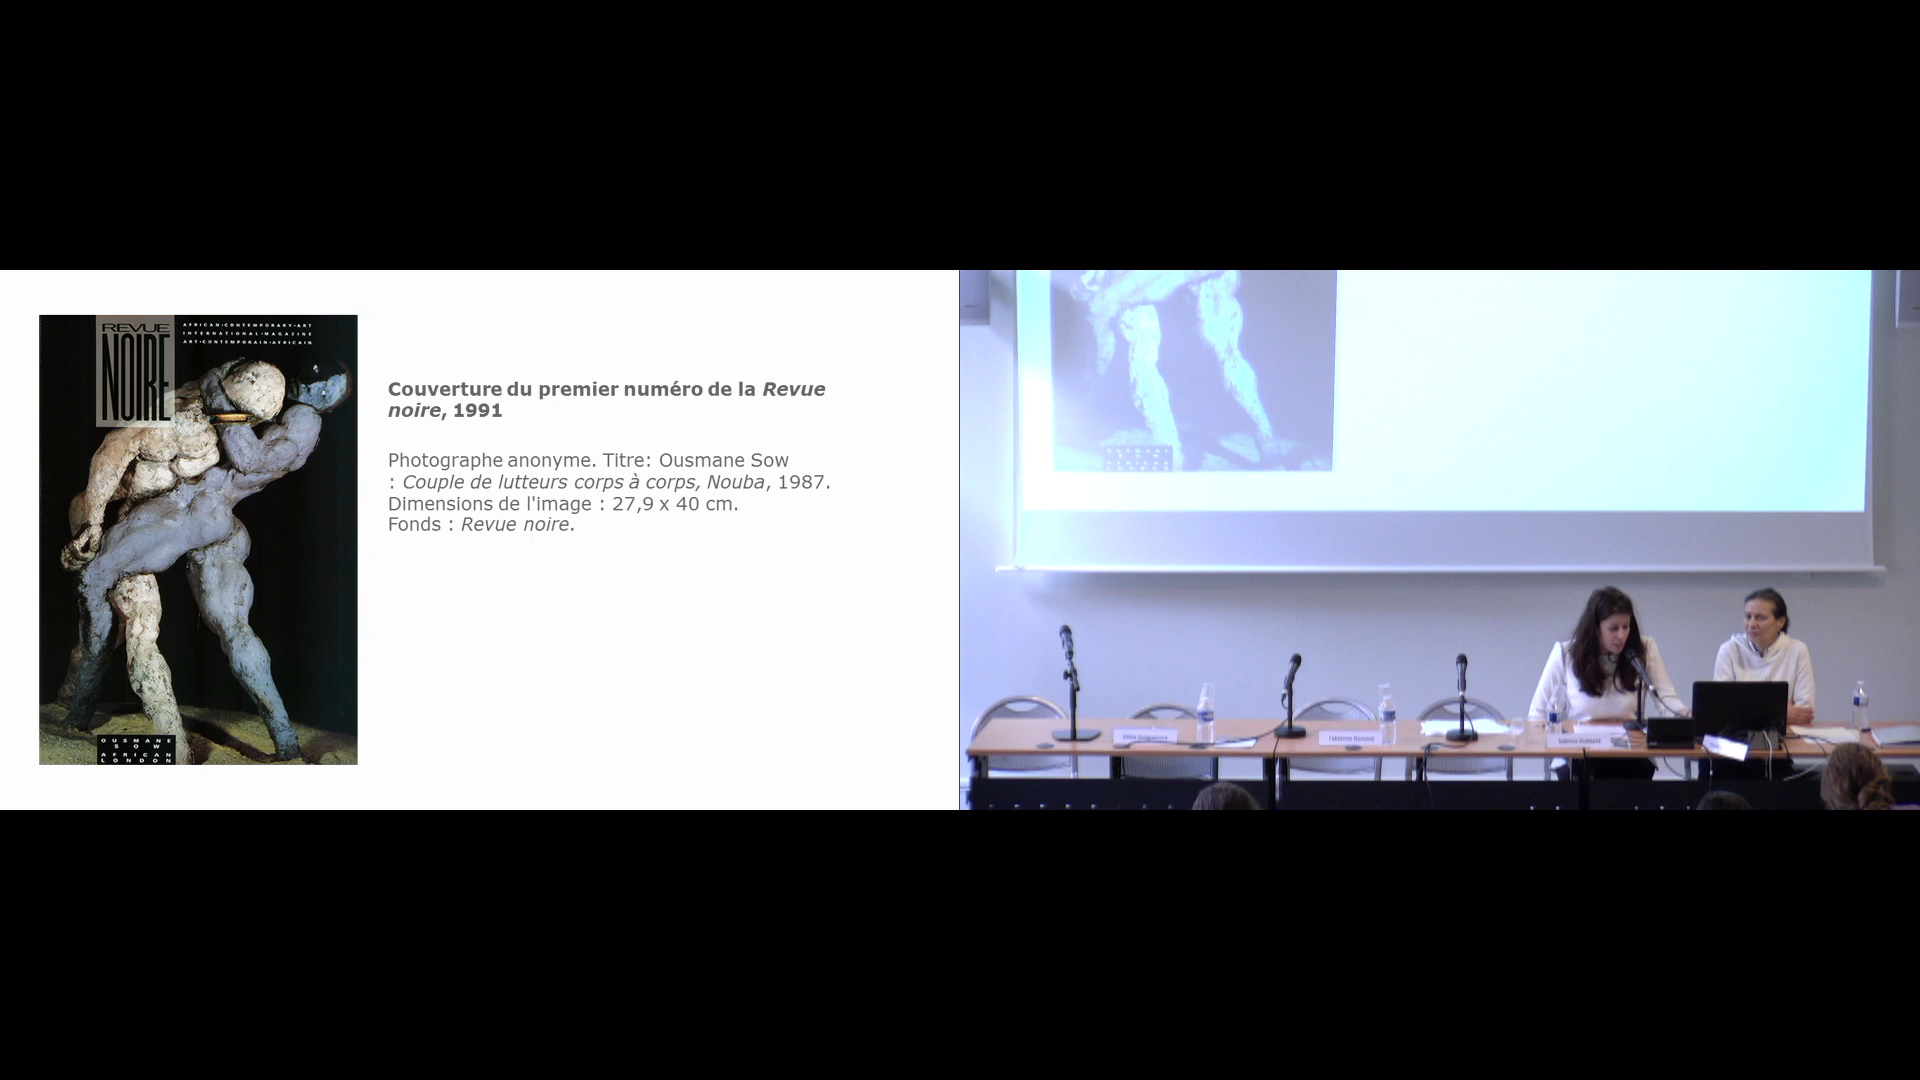 REVUE
NOIRE
AFRICAN•CONTEMPORARY•ART
INTERNATIONAL•MAGAZINE
ART•CONTEMPORAIN•AFRICAIN
OUSMANE
SOW
AFRICAN
LONDON
Couverture du premier numéro de la Revue
noire, 1991
Photographe anonyme. Titre: Ousmane Sow
: Couple de lutteurs corps à corps, Nouba, 1987.
Dimensions de l'image : 27,9 x 40 cm.
Fonds : Revue noire.